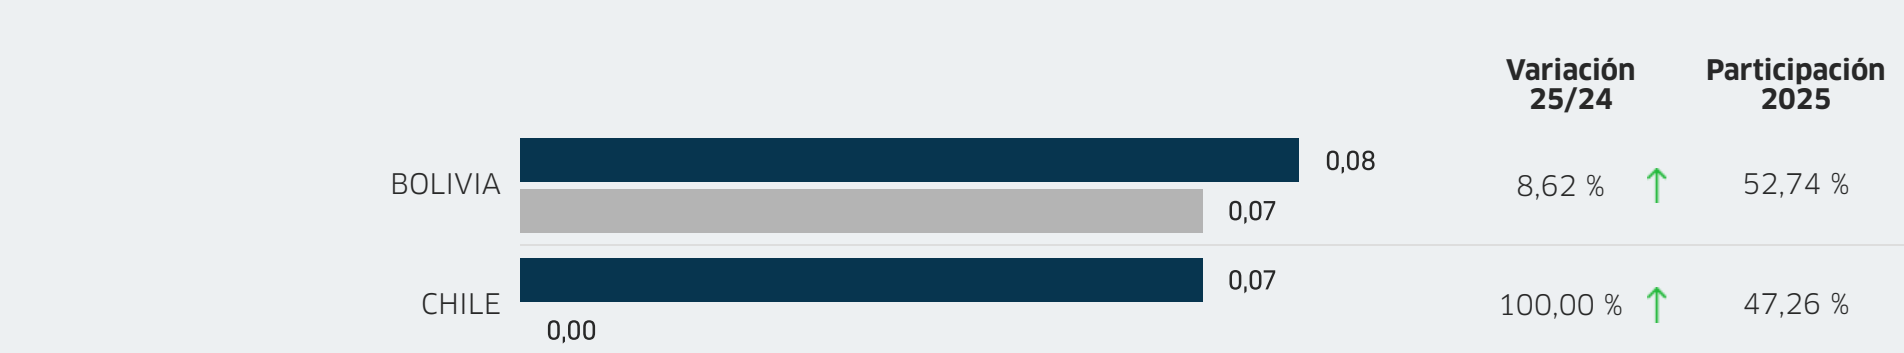 Variación
25/24
Participación
2025
BOLIVIA
0,08
0,07
8,62 %
52,74 %
CHILE
0,07
0,00
100,00 %
47,26 %